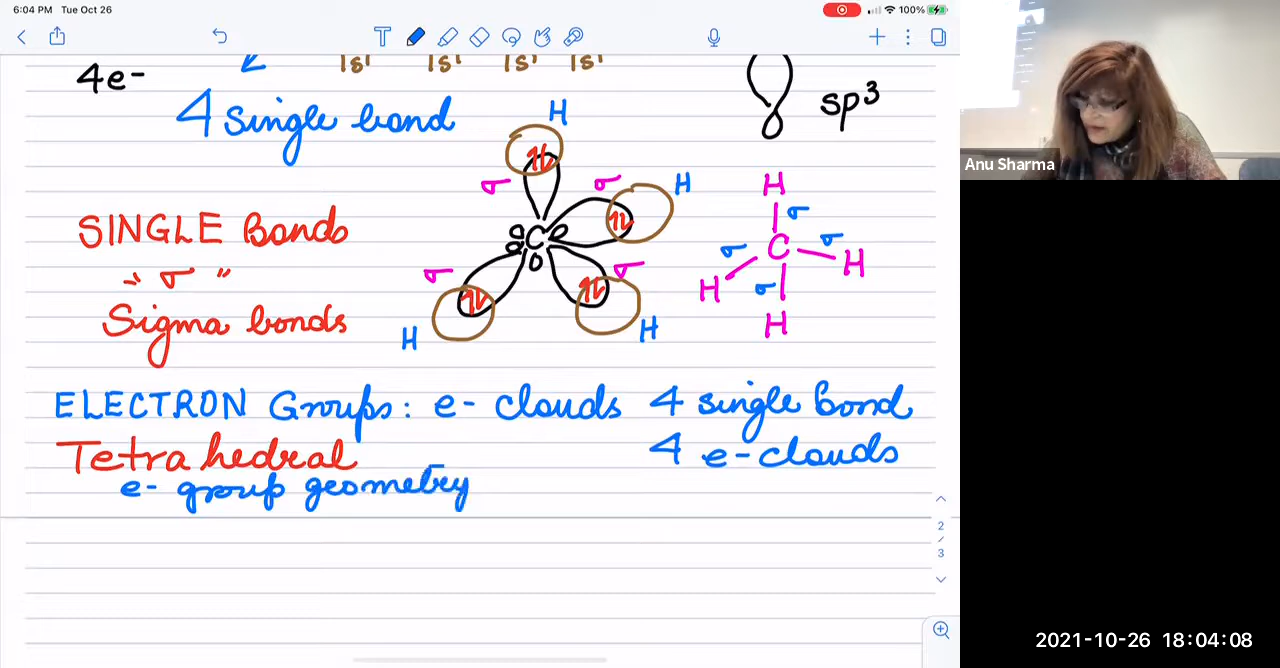 6:04 PM Tue Oct 26
100%
4e-
1s¹ 1s¹ 1s¹ 1s¹
sp³
4 single bond
H
σ σ H
SINGLE Bonds
C
" σ "
σ σ
Sigma bonds
H H
H
σ
C σ
σ
H σ H
H
ELECTRON Groups: e- clouds 4 single bond
Tetrahedral 4 e-clouds
e- group geometry
2
3
Anu Sharma
2021-10-26 18:04:08